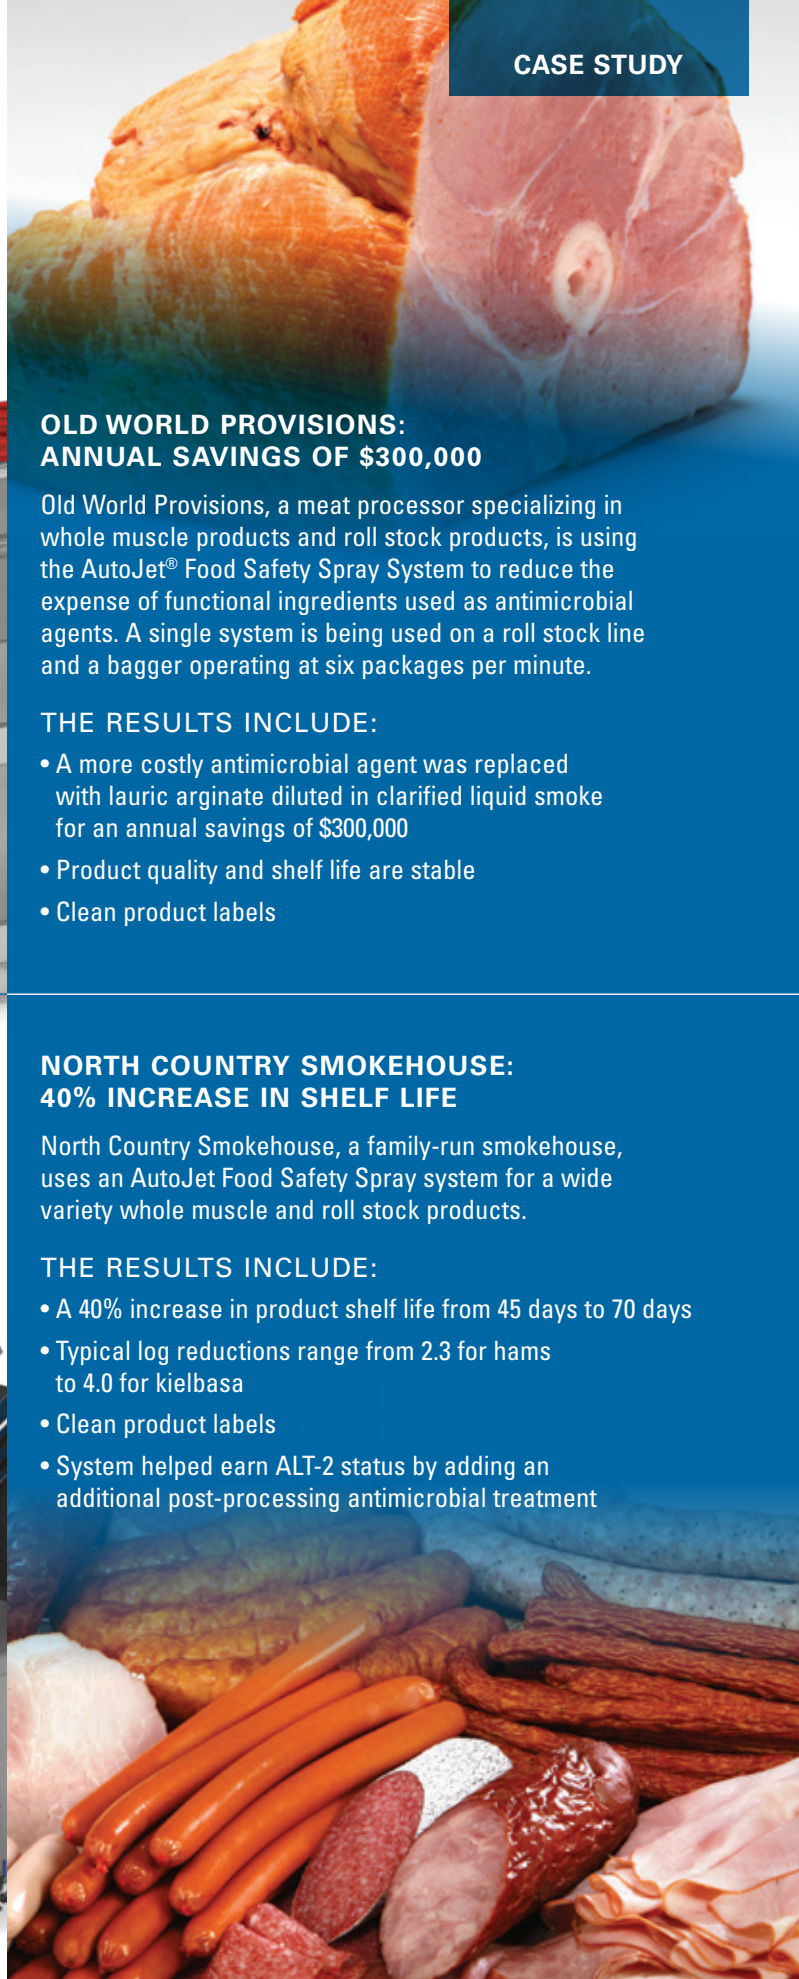 CASE STUDY
OLD WORLD PROVISIONS:
ANNUAL SAVINGS OF $300,000
Old World Provisions, a meat processor specializing in
whole muscle products and roll stock products, is using
the AutoJet® Food Safety Spray System to reduce the
expense of functional ingredients used as antimicrobial
agents. A single system is being used on a roll stock line
and a bagger operating at six packages per minute.
THE RESULTS INCLUDE:
• A more costly antimicrobial agent was replaced
with lauric arginate diluted in clarified liquid smoke
for an annual savings of $300,000
• Product quality and shelf life are stable
• Clean product labels
NORTH COUNTRY SMOKEHOUSE:
40% INCREASE IN SHELF LIFE
North Country Smokehouse, a family-run smokehouse,
uses an AutoJet Food Safety Spray system for a wide
variety whole muscle and roll stock products.
THE RESULTS INCLUDE:
• A 40% increase in product shelf life from 45 days to 70 days
• Typical log reductions range from 2.3 for hams
to 4.0 for kielbasa
• Clean product labels
• System helped earn ALT-2 status by adding an
additional post-processing antimicrobial treatment